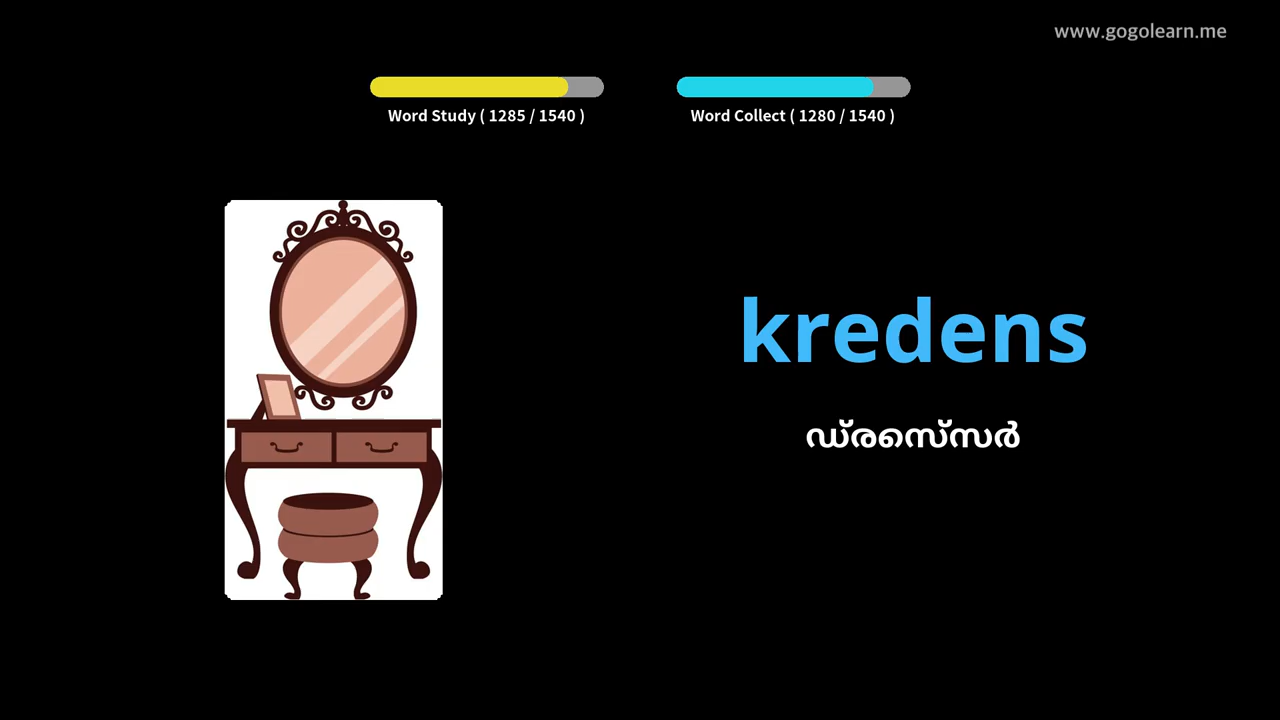 www.gogolearn.me
Word Study ( 1285 / 1540 )
Word Collect ( 1280 / 1540 )
kredens
ഡ്രസ്സെസർ